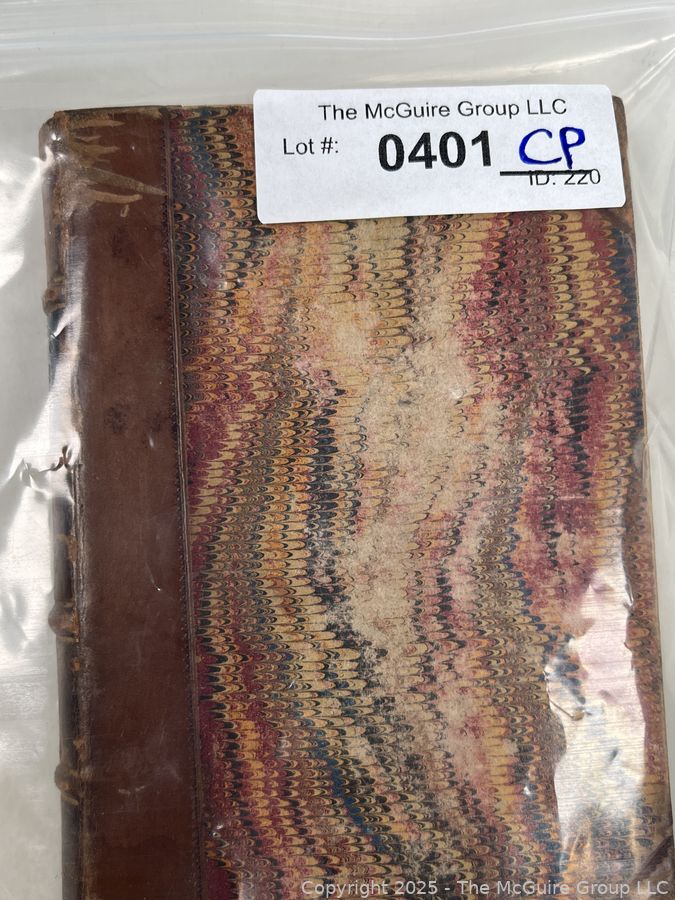 The McGuire Group LLC
Lot #: 0401 CP
ID: 220
Copyright 2025 - The McGuire Group LLC